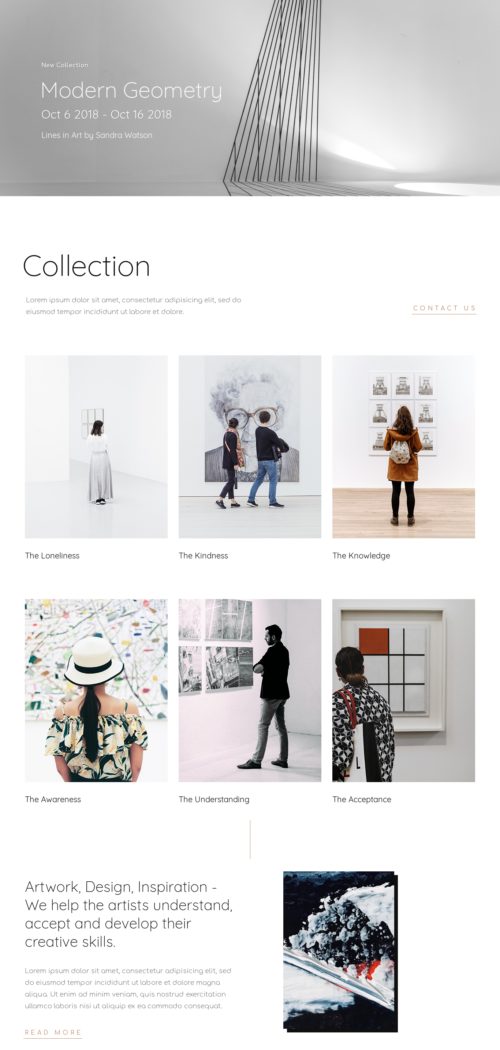 New Collection
Modern Geometry
Oct 6 2018 - Oct 16 2018
Lines in Art by Sandra Watson
Collection
Lorem ipsum dolor sit amet, consectetur adipisicing elit, sed do
eiusmod tempor incididunt ut labore et dolore.
CONTACT US
The Loneliness
The Kindness
The Knowledge
The Awareness
The Understanding
The Acceptance
Artwork, Design, Inspiration -
We help the artists understand,
accept and develop their
creative skills.
Lorem ipsum dolor sit amet, consectetur adipisicing elit, sed
do eiusmod tempor incididunt ut labore et dolore magna
aliqua. Ut enim ad minim veniam, quis nostrud exercitation
ullamco laboris nisi ut aliquip ex ea commodo consequat.
READ MORE